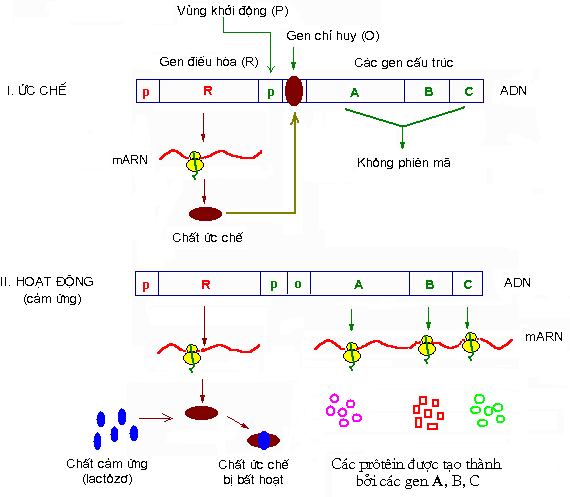 Vùng khởi động (P)
Gen chỉ huy (O)
Gen điều hòa (R)
Các gen cấu trúc
I. ỨC CHẾ
p R p A B C
ADN
mARN
Không phiên mã
Chất ức chế
II. HOẠT ĐỘNG
(cảm ứng)
p R p o A B C
ADN
mARN
Chất cảm ứng
(lactôzơ)
Chất ức chế
bị bất hoạt
Các prôtêin được tạo thành
bởi các gen A, B, C